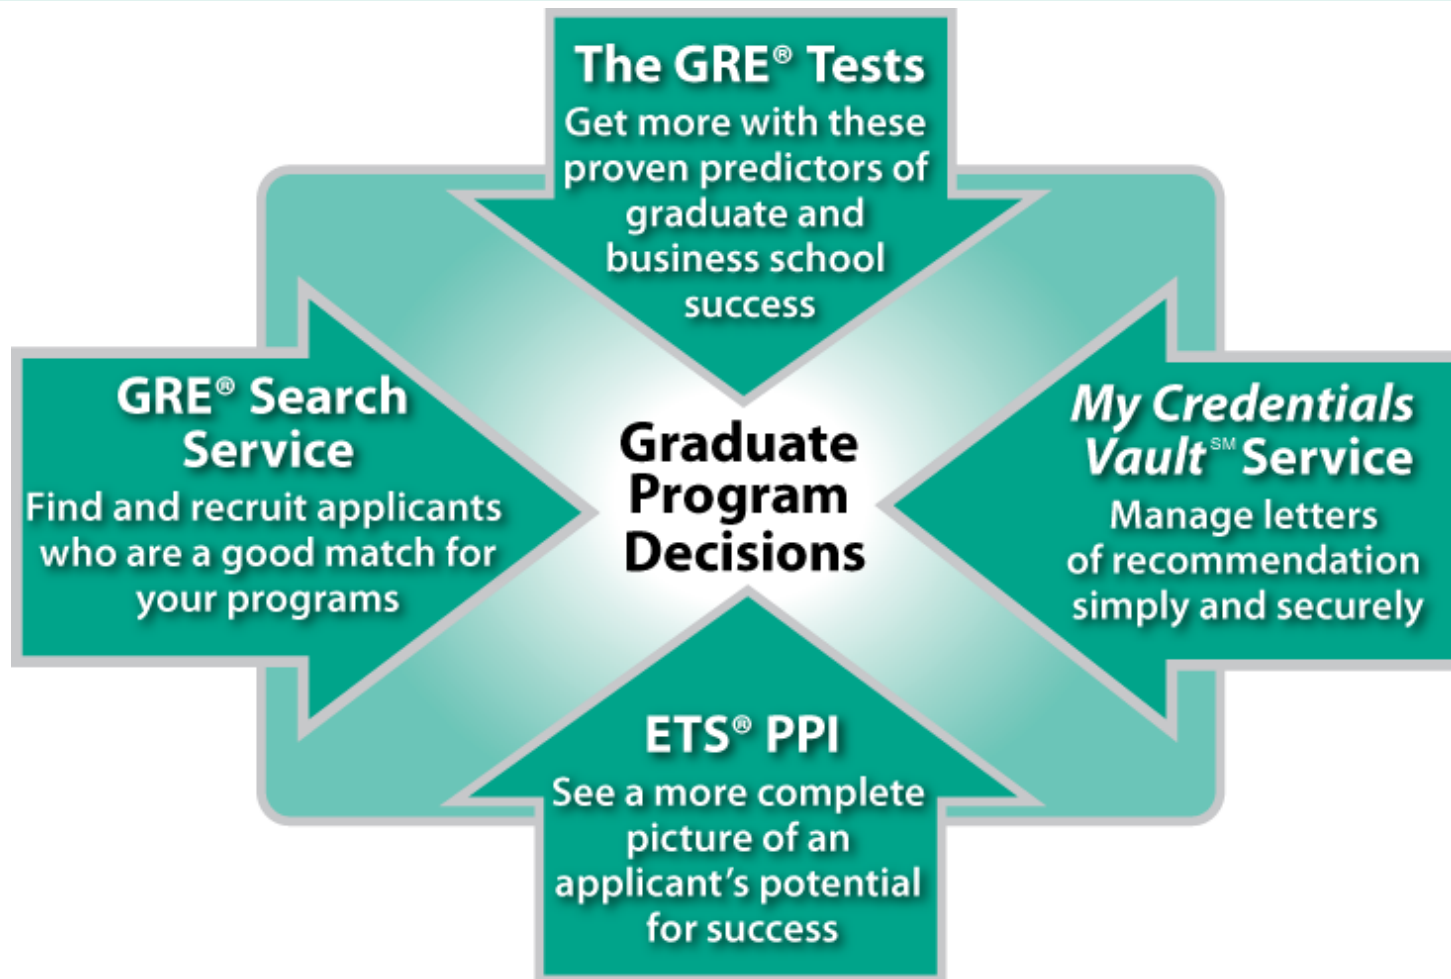 The GRE® Tests
Get more with these
proven predictors of
graduate and
business school
success
GRE® Search
Service
Find and recruit applicants
who are a good match for
your programs
Graduate
Program
Decisions
My Credentials
Vault℠ Service
Manage letters
of recommendation
simply and securely
ETS® PPI
See a more complete
picture of an
applicant’s potential
for success